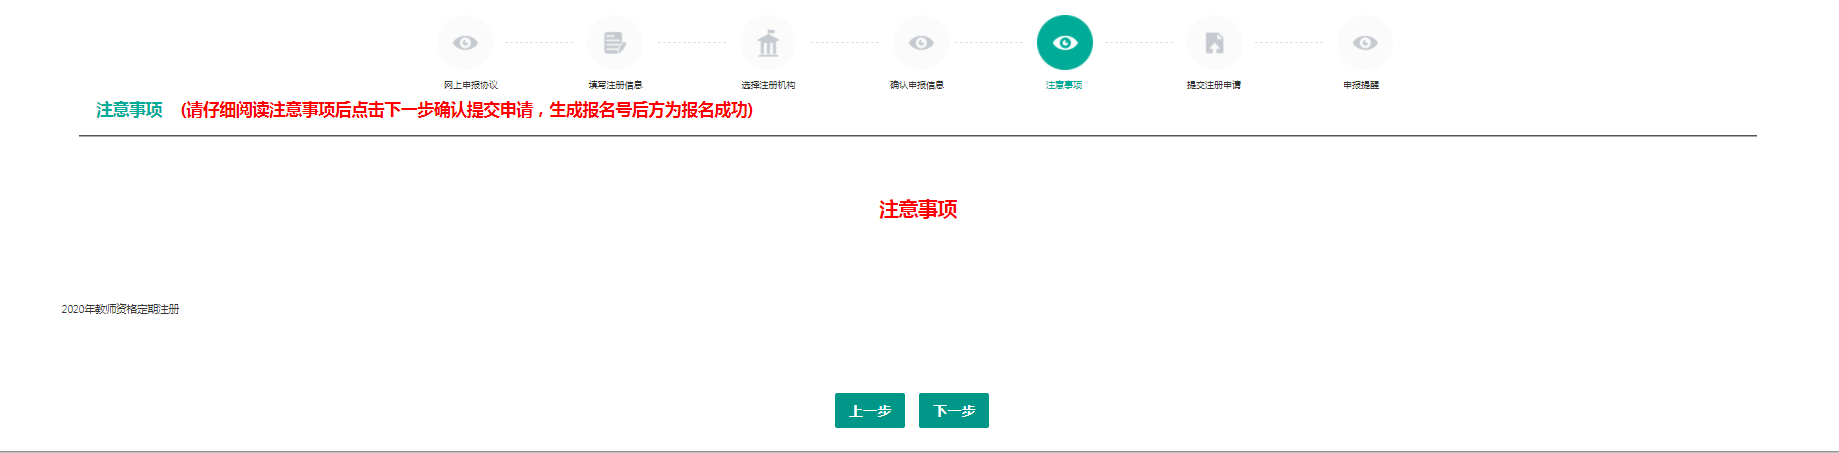 网上申报协议 填写注册信息 选择注册机构 确认申报信息 注意事项 提交注册申请 申报提醒
注意事项 (请仔细阅读注意事项后点击下一步确认提交申请，生成报名号后方为报名成功)
注意事项
2020年教师资格定期注册
上一步 下一步